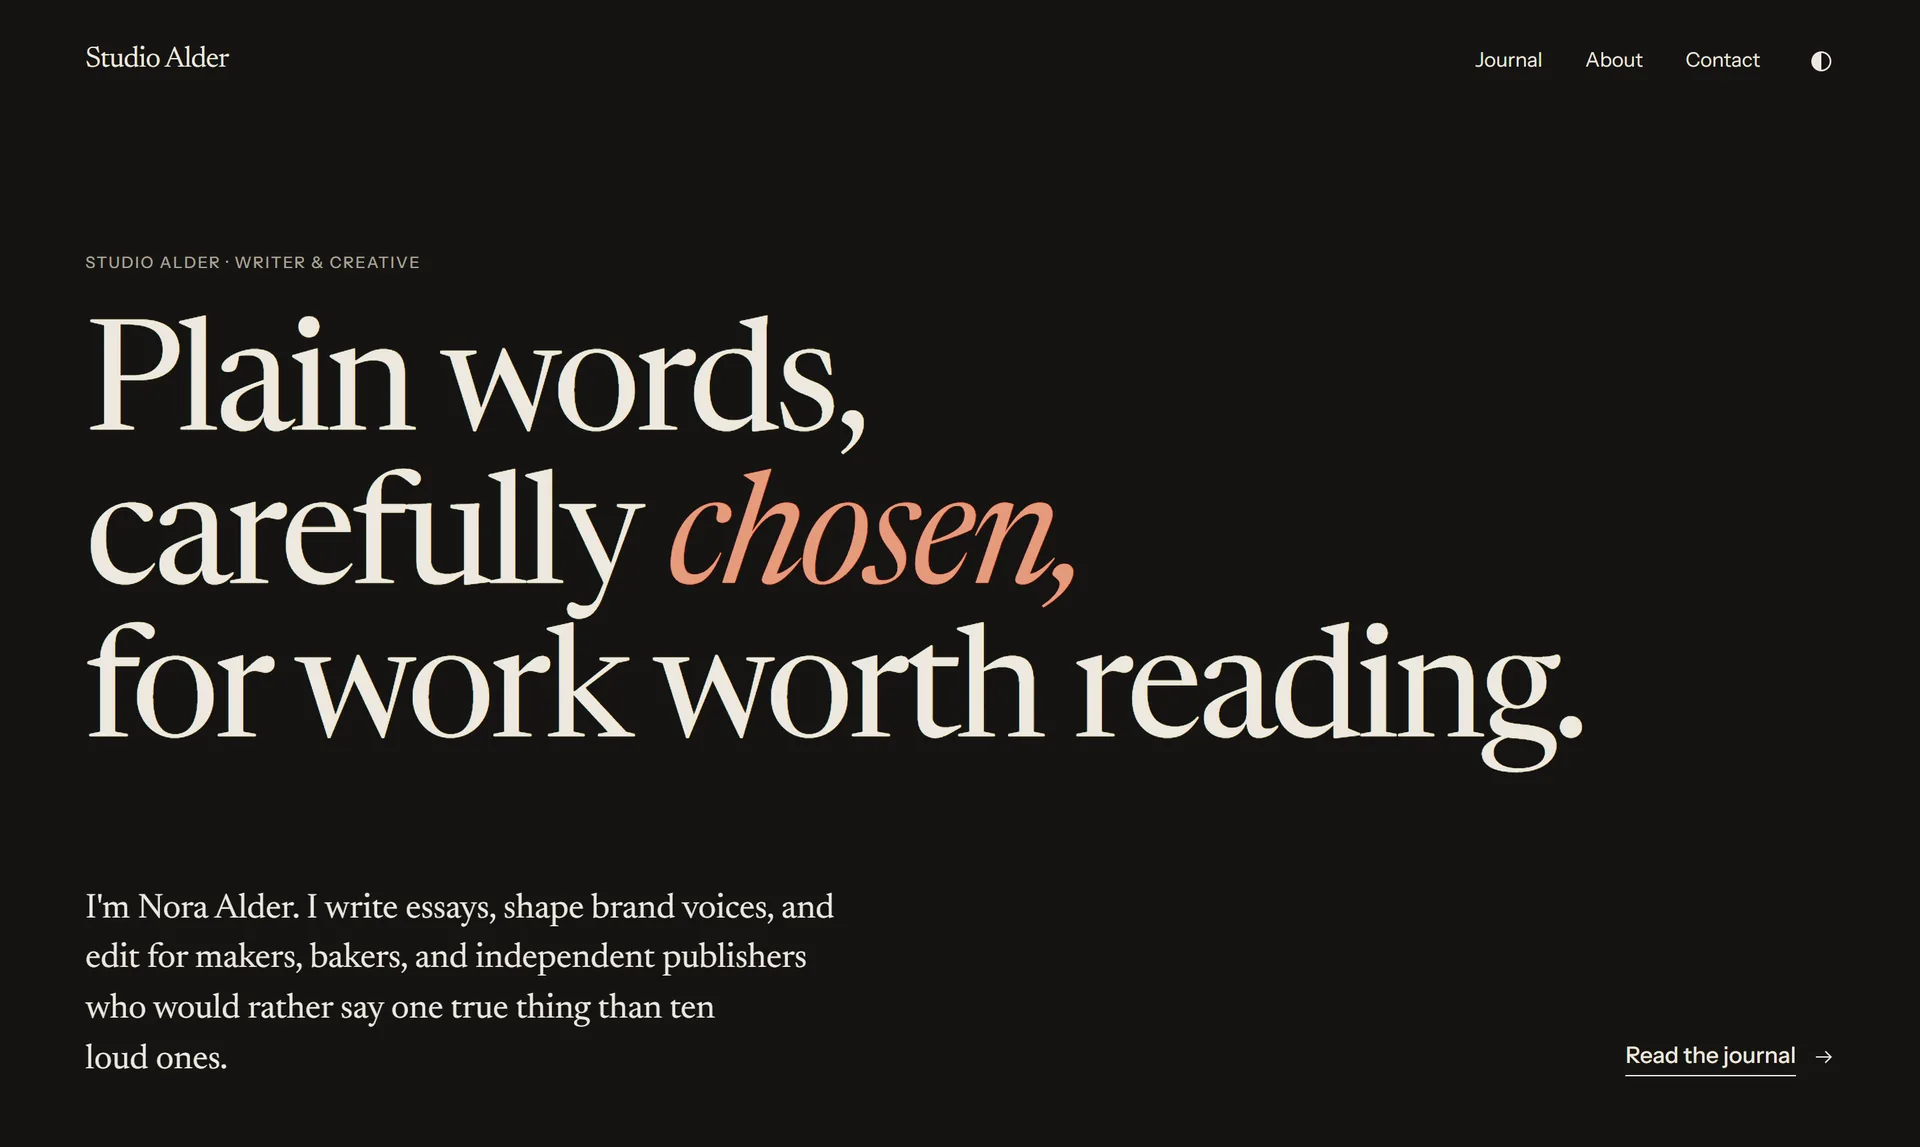 Studio Alder
Journal
About
Contact
STUDIO ALDER · WRITER & CREATIVE
Plain words,
carefully chosen,
for work worth reading.
I'm Nora Alder. I write essays, shape brand voices, and
edit for makers, bakers, and independent publishers
who would rather say one true thing than ten
loud ones.
Read the journal →